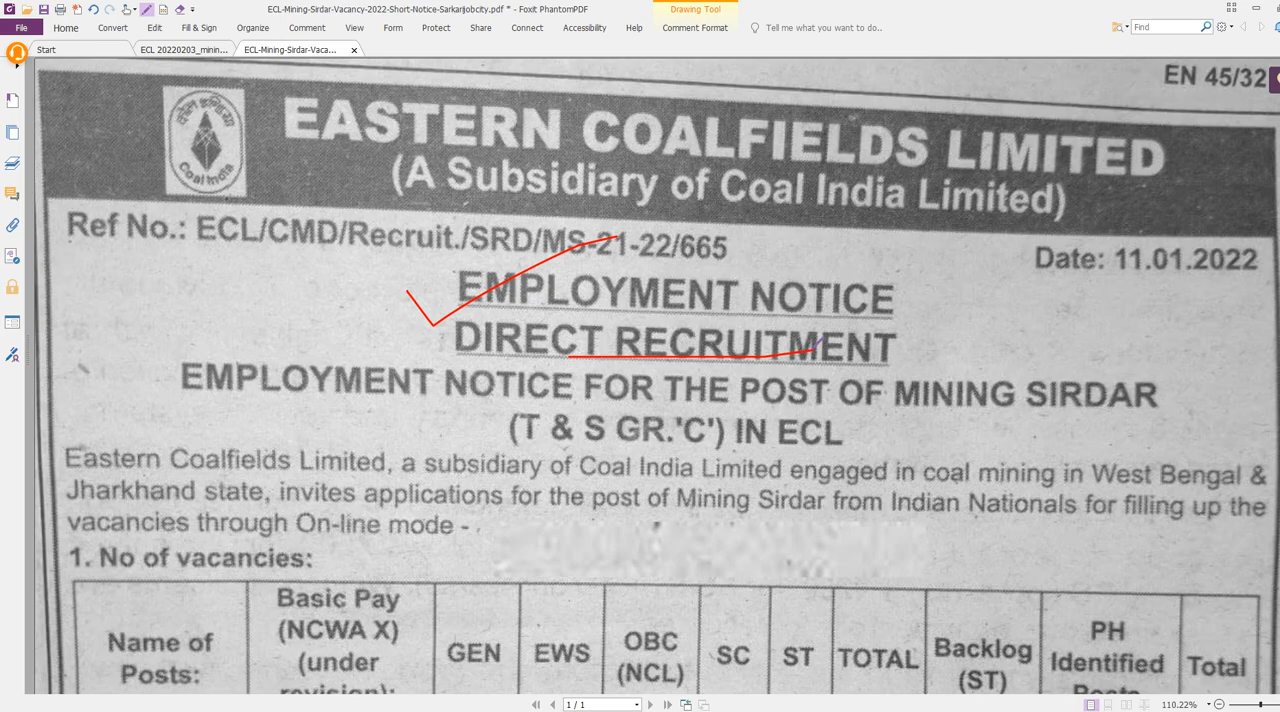 ECL-Mining-Sirdar-Vacancy-2022-Short-Notice-Sarkarijobcity.pdf * - Foxit PhantomPDF
Drawing Tool
File Home Convert Edit Fill & Sign Organize Comment View Form Protect Share Connect Accessibility Help Comment Format Tell me what you want to do.. Find
Start ECL 20220203_minin... ECL-Mining-Sirdar-Vaca...
EN 45/32
EASTERN COALFIELDS LIMITED
(A Subsidiary of Coal India Limited)
Coal India
Ref No.: ECL/CMD/Recruit./SRD/MS-21-22/665
Date: 11.01.2022
EMPLOYMENT NOTICE
DIRECT RECRUITMENT
EMPLOYMENT NOTICE FOR THE POST OF MINING SIRDAR
(T & S GR.'C') IN ECL
Eastern Coalfields Limited, a subsidiary of Coal India Limited engaged in coal mining in West Bengal &
Jharkhand state, invites applications for the post of Mining Sirdar from Indian Nationals for filling up the
vacancies through On-line mode -
1. No of vacancies:
Name of
Posts:
Basic Pay
(NCWA X)
(under
revision):
GEN
EWS
OBC
(NCL)
SC
ST
TOTAL
Backlog
(ST)
PH
Identified
Posts
Total
1 / 1
110.22%